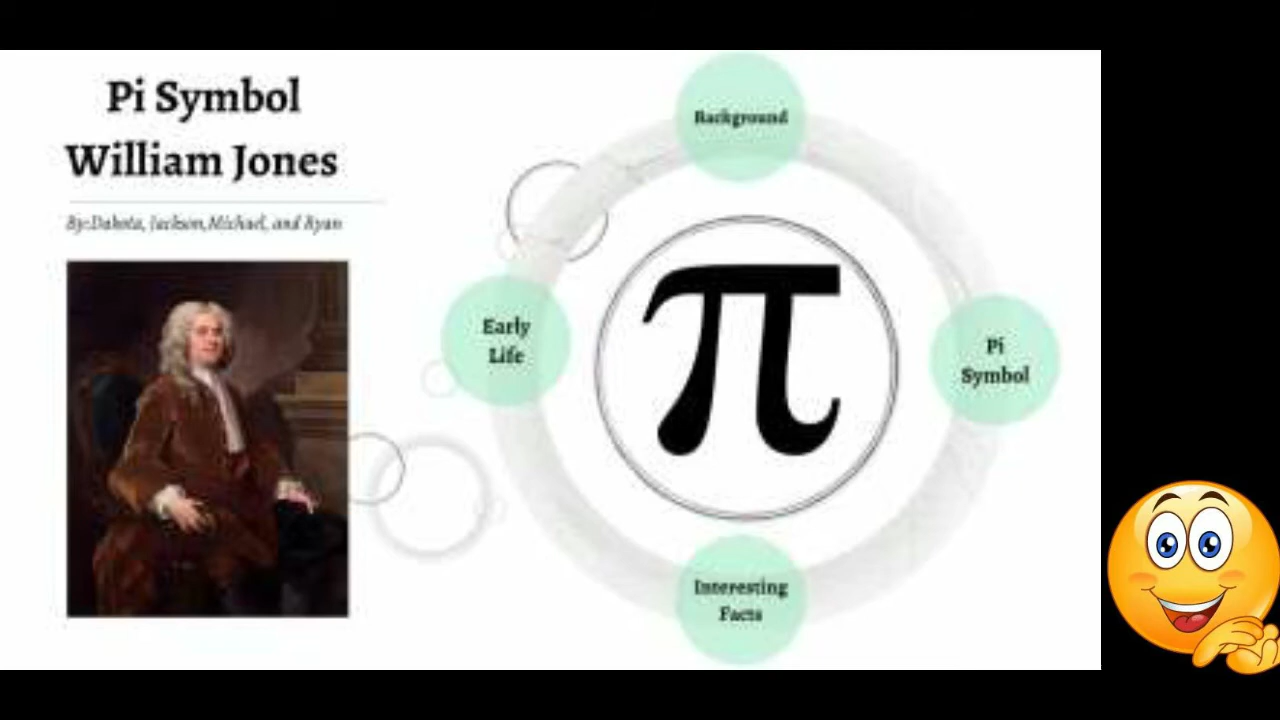 Pi Symbol
William Jones
By:Dakota, Jackson,Michael, and Ryan
Background
Early
Life
π
Pi
Symbol
Interesting
Facts